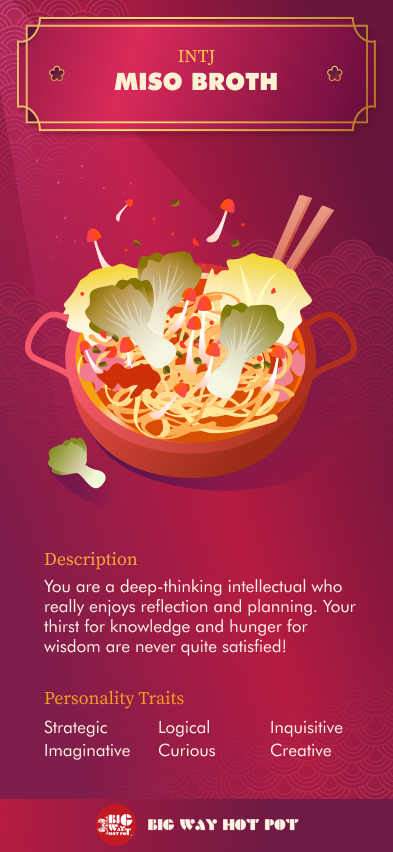 INTJ
MISO BROTH
Description
You are a deep-thinking intellectual who
really enjoys reflection and planning. Your
thirst for knowledge and hunger for
wisdom are never quite satisfied!
Personality Traits
Strategic Logical Inquisitive
Imaginative Curious Creative
BIG WAY HOT POT BIG WAY HOT POT